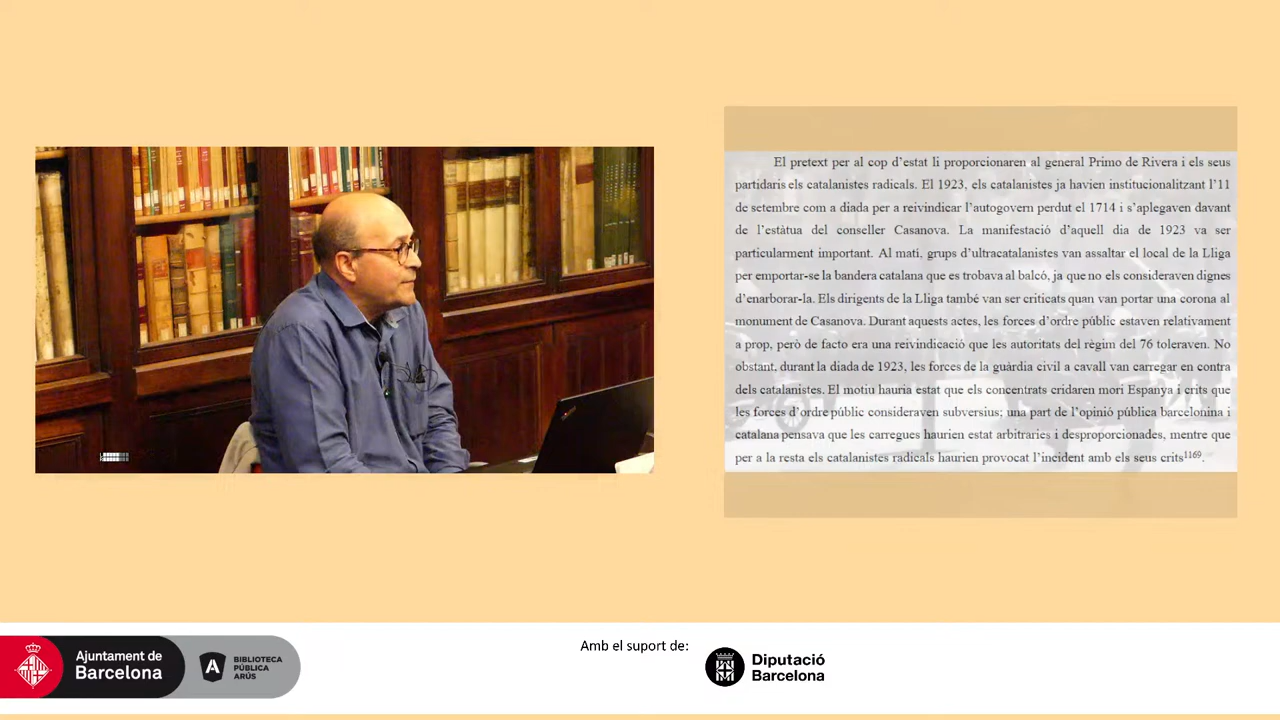 El pretext per al cop d'estat li proporcionaren al general Primo de Rivera i els seus
partidaris els catalanistes radicals. El 1923, els catalanistes ja havien institucionalitzant l'11
de setembre com a diada per a reivindicar l'autogovern perdut el 1714 i s'aplegaven davant
de l'estàtua del conseller Casanova. La manifestació d'aquell dia de 1923 va ser
particularment important. Al matí, grups d'ultracatalanistes van assaltar el local de la Lliga
per emportar-se la bandera catalana que es trobava al balcó, ja que no els consideraven dignes
d'enarborar-la. Els dirigents de la Lliga també van ser criticats quan van portar una corona al
monument de Casanova. Durant aquests actes, les forces d'ordre públic estaven relativament
a prop, però de facto era una reivindicació que les autoritats del règim del 76 toleraven. No
obstant, durant la diada de 1923, les forces de la guàrdia civil a cavall van carregar en contra
dels catalanistes. El motiu hauria estat que els concentrats cridaren mori Espanya i crits que
les forces d'ordre públic consideraven subversius; una part de l'opinió pública barcelonina i
catalana pensava que les carregues haurien estat arbitraries i desproporcionades, mentre que
per a la resta els catalanistes radicals haurien provocat l'incident amb els seus crits1169.
Amb el suport de:
Ajuntament de
Barcelona
A
BIBLIOTECA
PÚBLICA
ARÚS
Diputació
Barcelona